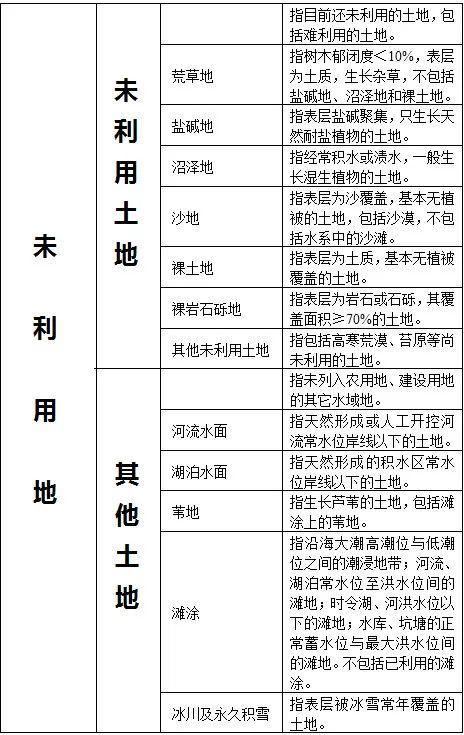 未利用地
未利用土地
指目前还未利用的土地，包
括难利用的土地。
荒草地
指树木郁闭度＜10%，表层
为土质，生长杂草，不包括
盐碱地、沼泽地和裸土地。
盐碱地
指表层盐碱聚集，只生长天
然耐盐植物的土地。
沼泽地
指经常积水或渍水，一般生
长湿生植物的土地。
沙地
指表层为沙覆盖，基本无植
被的土地，包括沙漠，不包
括水系中的沙滩。
裸土地
指表层为土质，基本无植被
覆盖的土地。
裸岩石砾地
指表层为岩石或石砾，其覆
盖面积≥70%的土地。
其他未利用土地
指包括高寒荒漠、苔原等尚
未利用的土地。
其他土地
指未列入农用地、建设用地
的其它水域地。
河流水面
指天然形成或人工开控河
流常水位岸线以下的土地。
湖泊水面
指天然形成的积水区常水
位岸线以下的土地。
苇地
指生长芦苇的土地，包括滩
涂上的苇地。
滩涂
指沿海大潮高潮位与低潮
位之间的潮浸地带；河流、
湖泊常水位至洪水位间的
滩地；时令湖、河洪水位以
下的滩地；水库、坑塘的正
常蓄水位与最大洪水位间
的滩地。不包括已利用的滩
涂。
冰川及永久积雪
指表层被冰雪常年覆盖的
土地。